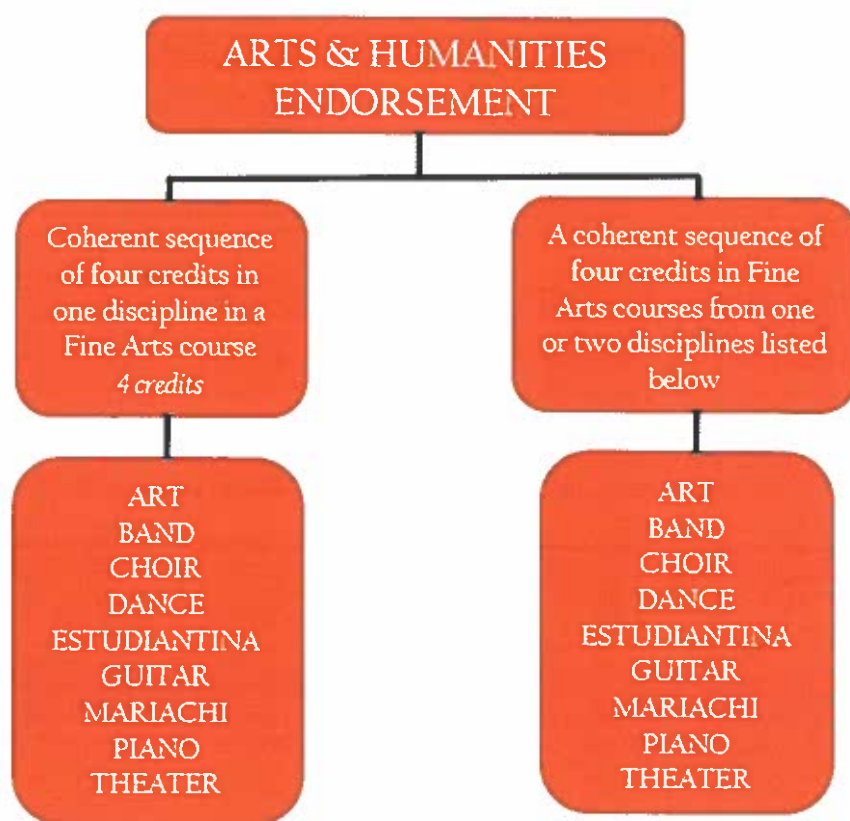 ARTS & HUMANITIES
ENDORSEMENT
Coherent sequence
of four credits in
one discipline in a
Fine Arts course
4 credits
A coherent sequence of
four credits in Fine
Arts courses from one
or two disciplines listed
below
ART
BAND
CHOIR
DANCE
ESTUDIANTINA
GUITAR
MARIACHI
PIANO
THEATER
ART
BAND
CHOIR
DANCE
ESTUDIANTINA
GUITAR
MARIACHI
PIANO
THEATER